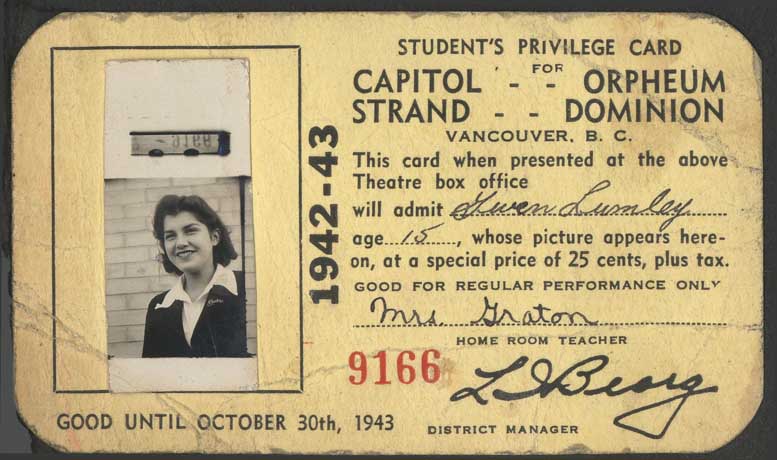 STUDENT'S PRIVILEGE CARD
FOR
CAPITOL - - ORPHEUM
STRAND - - DOMINION
VANCOUVER, B. C.
This card when presented at the above
Theatre box office
will admit Gwen Lumley
age 15, whose picture appears here-
on, at a special price of 25 cents, plus tax.
GOOD FOR REGULAR PERFORMANCE ONLY
Mrs. Graton
HOME ROOM TEACHER
9166
DISTRICT MANAGER
GOOD UNTIL OCTOBER 30th, 1943
1942-43
9166